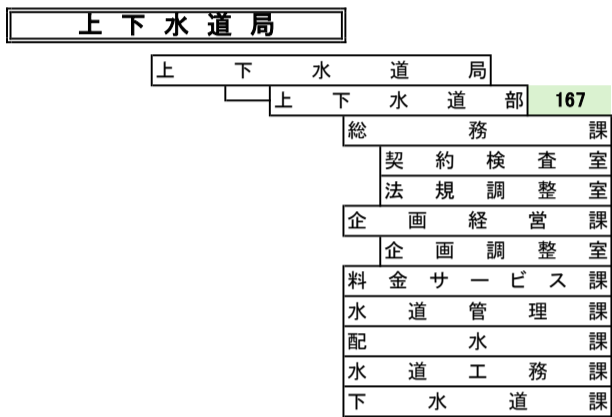 上下水道局
上下水道局
上下水道部 167
総務課
契約検査室
法規調整室
企画経営課
企画調整室
料金サービス課
水道管理課
配水課
水道工務課
下水道課